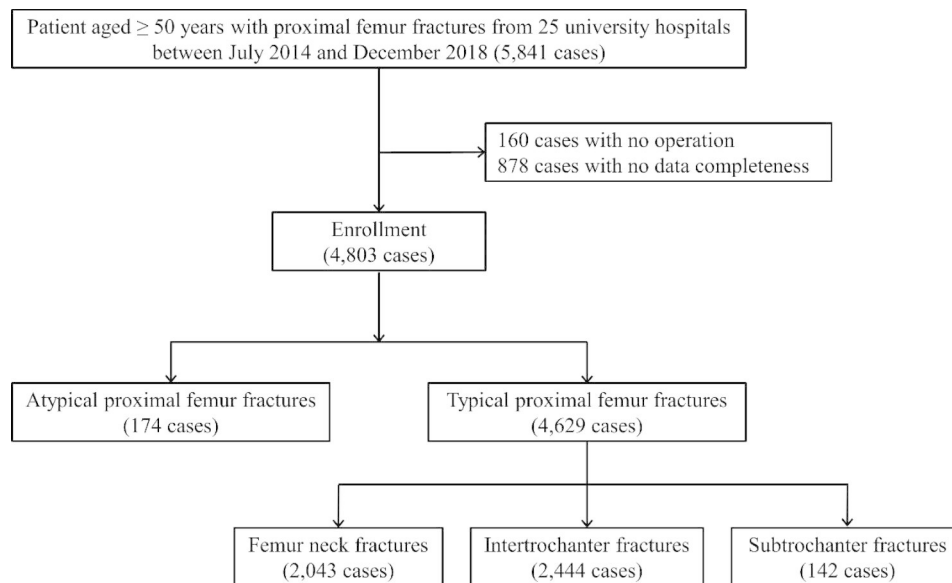 Patient aged ≥ 50 years with proximal femur fractures from 25 university hospitals
between July 2014 and December 2018 (5,841 cases)
160 cases with no operation
878 cases with no data completeness
Enrollment
(4,803 cases)
Atypical proximal femur fractures
(174 cases)
Typical proximal femur fractures
(4,629 cases)
Femur neck fractures
(2,043 cases)
Intertrochanter fractures
(2,444 cases)
Subtrochanter fractures
(142 cases)